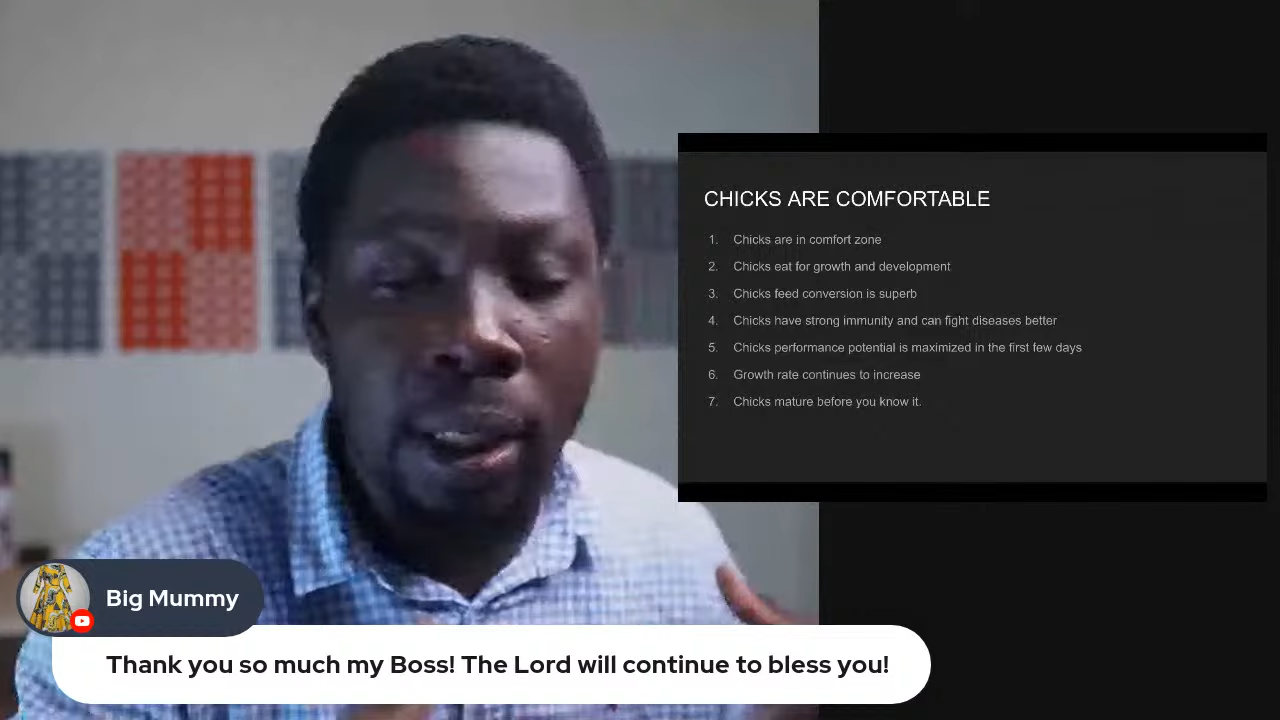 CHICKS ARE COMFORTABLE
1. Chicks are in comfort zone
2. Chicks eat for growth and development
3. Chicks feed conversion is superb
4. Chicks have strong immunity and can fight diseases better
5. Chicks performance potential is maximized in the first few days
6. Growth rate continues to increase
7. Chicks mature before you know it.
Big Mummy
Thank you so much my Boss! The Lord will continue to bless you!